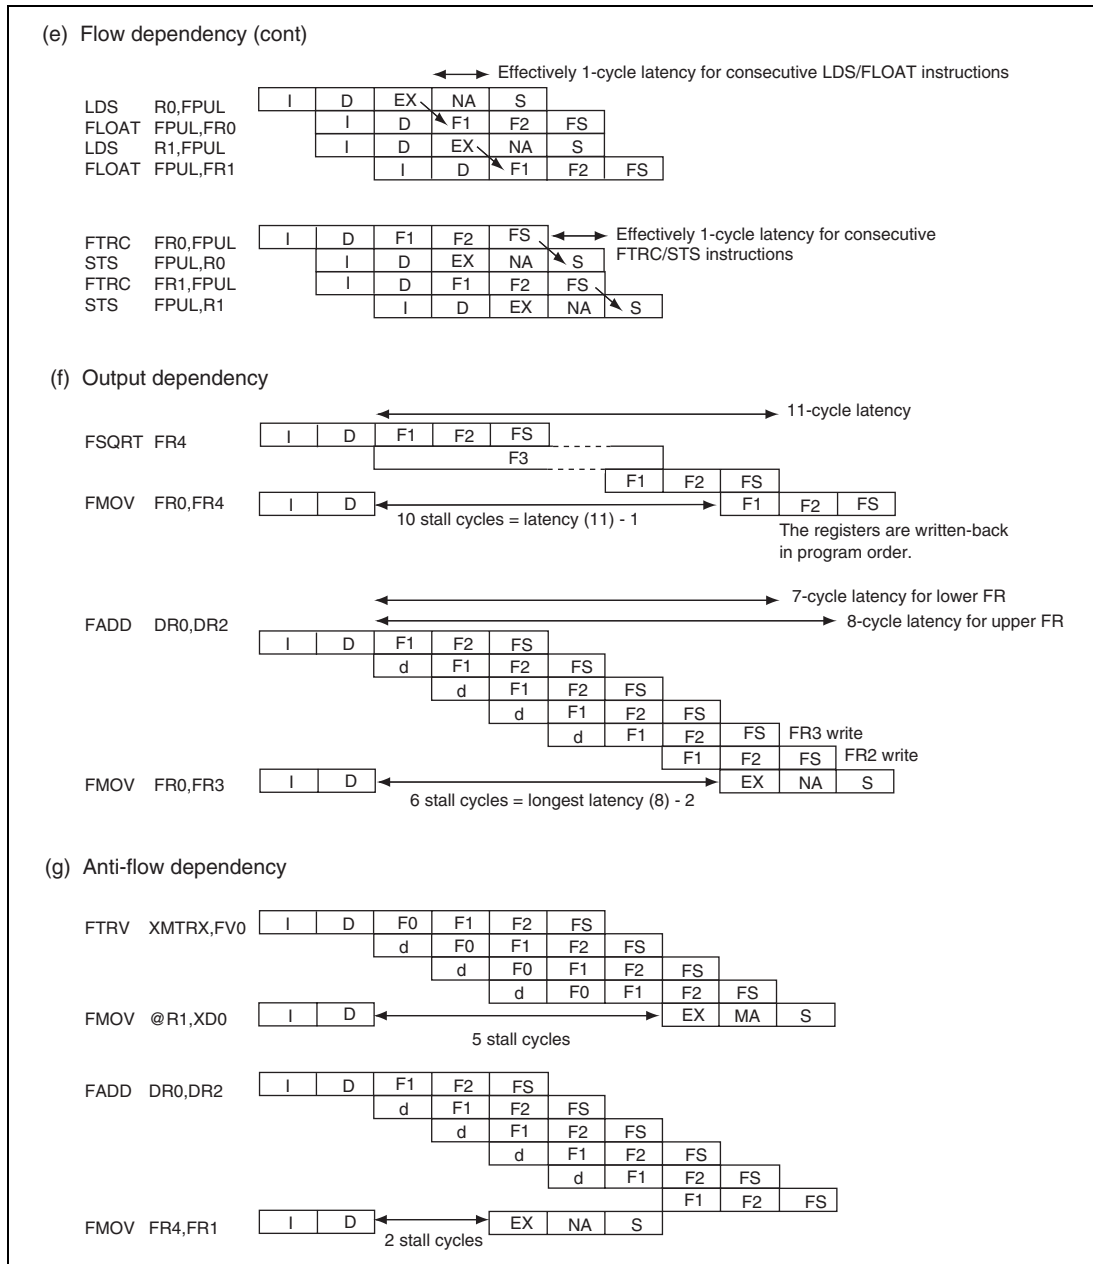 (e) Flow dependency (cont)
Effectively 1-cycle latency for consecutive LDS/FLOAT instructions
LDS R0,FPUL I D EX NA S
FLOAT FPUL,FR0 I D F1 F2 FS
LDS R1,FPUL I D EX NA S
FLOAT FPUL,FR1 I D F1 F2 FS
FTRC FR0,FPUL I D F1 F2 FS Effectively 1-cycle latency for consecutive
STS FPUL,R0 I D EX NA S FTRC/STS instructions
FTRC FR1,FPUL I D F1 F2 FS
STS FPUL,R1 I D EX NA S
(f) Output dependency
11-cycle latency
FSQRT FR4 I D F1 F2 FS
F3
F1 F2 FS
FMOV FR0,FR4 I D F1 F2 FS
10 stall cycles = latency (11) - 1
The registers are written-back
in program order.
7-cycle latency for lower FR
FADD DR0,DR2 8-cycle latency for upper FR
I D F1 F2 FS
d F1 F2 FS
d F1 F2 FS
d F1 F2 FS
d F1 F2 FS FR3 write
F1 F2 FS FR2 write
FMOV FR0,FR3 I D EX NA S
6 stall cycles = longest latency (8) - 2
(g) Anti-flow dependency
FTRV XMTRX,FV0 I D F0 F1 F2 FS
d F0 F1 F2 FS
d F0 F1 F2 FS
d F0 F1 F2 FS
FMOV @R1,XD0 I D EX MA S
5 stall cycles
FADD DR0,DR2 I D F1 F2 FS
d F1 F2 FS
d F1 F2 FS
d F1 F2 FS
d F1 F2 FS
F1 F2 FS
FMOV FR4,FR1 I D EX NA S
2 stall cycles